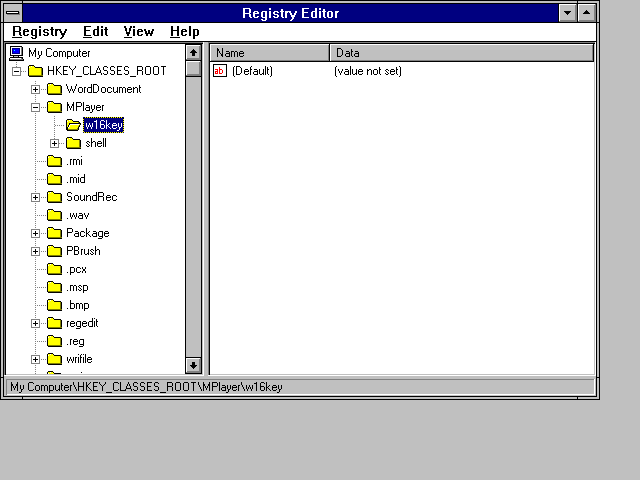 Registry Editor
Registry Edit View Help
My Computer
HKEY_CLASSES_ROOT
WordDocument
MPlayer
w16key
shell
.rmi
.mid
SoundRec
.wav
Package
PBrush
.pcx
.msp
.bmp
regedit
.reg
wrifile
Name Data
ab (Default) (value not set)
My Computer\HKEY_CLASSES_ROOT\MPlayer\w16key